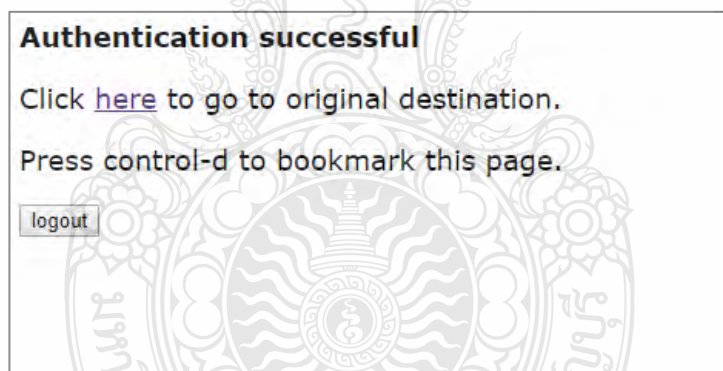 Authentication successful
Click here to go to original destination.
Press control-d to bookmark this page.
logout